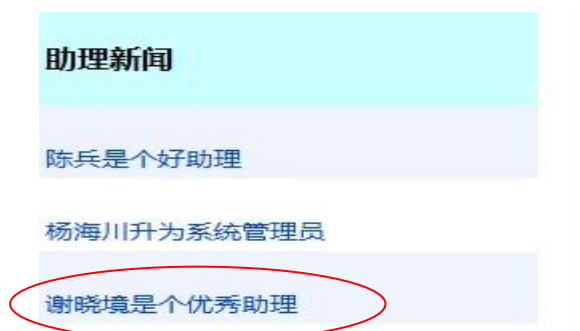 助理新闻
陈兵是个好助理
杨海川升为系统管理员
谢晓境是个优秀助理